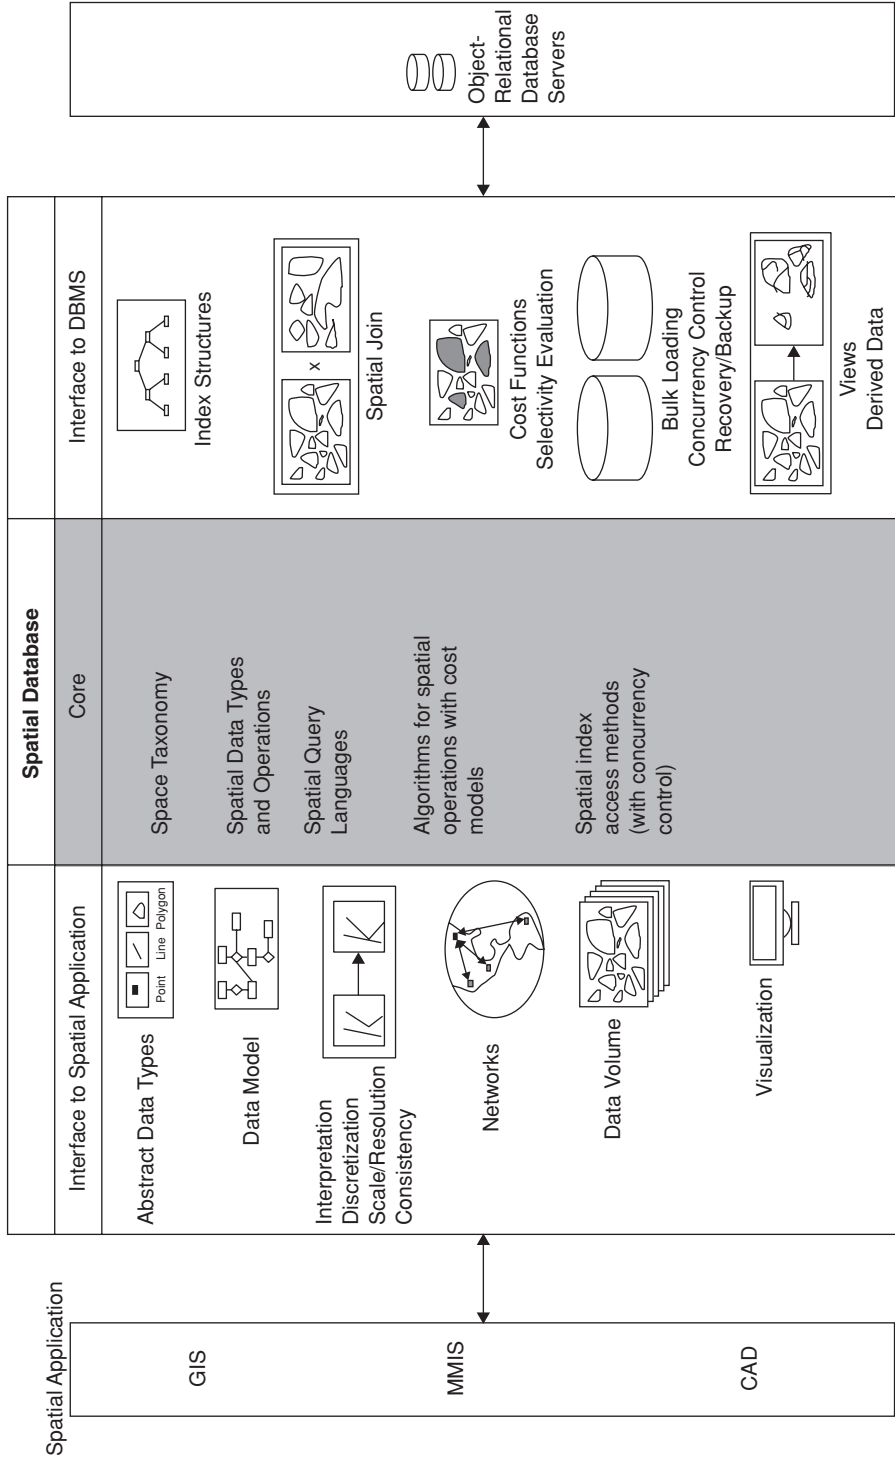 Spatial Application
GIS
MMIS
CAD
Spatial Database
Interface to Spatial Application
Abstract Data Types
Point
Line
Polygon
Data Model
Interpretation
Discretization
Scale/Resolution
Consistency
Networks
Data Volume
Visualization
Core
Space Taxonomy
Spatial Data Types
and Operations
Spatial Query
Languages
Algorithms for spatial
operations with cost
models
Spatial index
access methods
(with concurrency
control)
Interface to DBMS
Index Structures
x
Spatial Join
Cost Functions
Selectivity Evaluation
Bulk Loading
Concurrency Control
Recovery/Backup
Views
Derived Data
Object-
Relational
Database
Servers